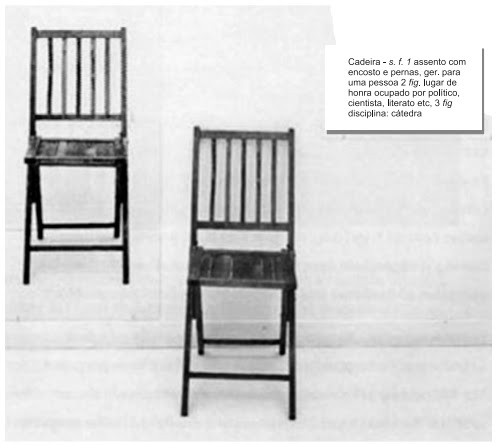 Cadeira - s. f. 1 assento com
encosto e pernas, ger. para
uma pessoa 2 fig. lugar de
honra ocupado por político,
cientista, literato etc, 3 fig
disciplina: cátedra